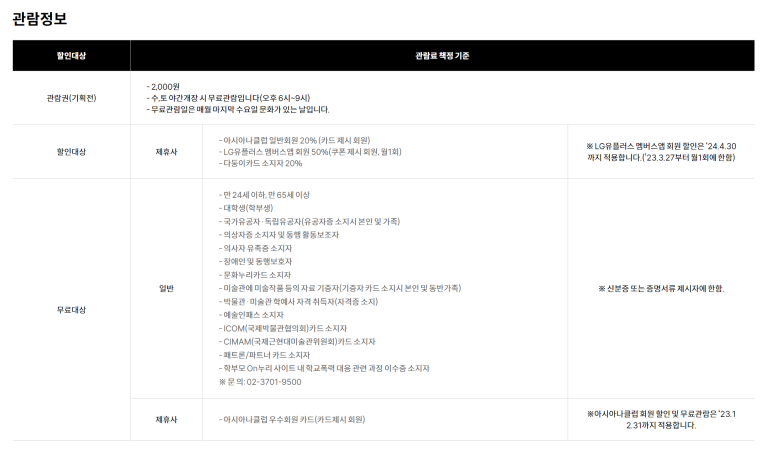 관람정보
할인대상
관람료 책정 기준
관람권(기획전)
- 2,000원
- 수,토 야간개장 시 무료관람입니다(오후 6시~9시)
- 무료관람일은 매월 마지막 수요일 문화가 있는 날입니다.
할인대상
제휴사
- 아시아나클럽 일반회원 20% (카드 제시 회원)
- LG유플러스 멤버스앱 회원 50%(쿠폰 제시 회원, 월1회)
- 다둥이카드 소지자 20%
※ LG유플러스 멤버스앱 회원 할인은 '24.4.30
까지 적용합니다.('23.3.27부터 월1회에 한함)
무료대상
일반
- 만 24세 이하, 만 65세 이상
- 대학생(학부생)
- 국가유공자 · 독립유공자(유공자증 소지시 본인 및 가족)
- 의상자증 소지자 및 동행 활동보조자
- 의사자 유족증 소지자
- 장애인 및 동행보호자
- 문화누리카드 소지자
- 미술관에 미술작품 등의 자료 기증자(기증자 카드 소지시 본인 및 동반가족)
- 박물관 · 미술관 학예사 자격 취득자(자격증 소지)
- 예술인패스 소지자
- ICOM(국제박물관협의회)카드 소지자
- CIMAM(국제근현대미술관위원회)카드 소지자
- 패트론/파트너 카드 소지자
- 학부모 On누리 사이트 내 학교폭력 대응 관련 과정 이수증 소지자
※ 문 의: 02-3701-9500
※ 신분증 또는 증명서류 제시자에 한함.
제휴사
- 아시아나클럽 우수회원 카드(카드제시 회원)
※아시아나클럽 회원 할인 및 무료관람은 '23.1
2.31까지 적용합니다.